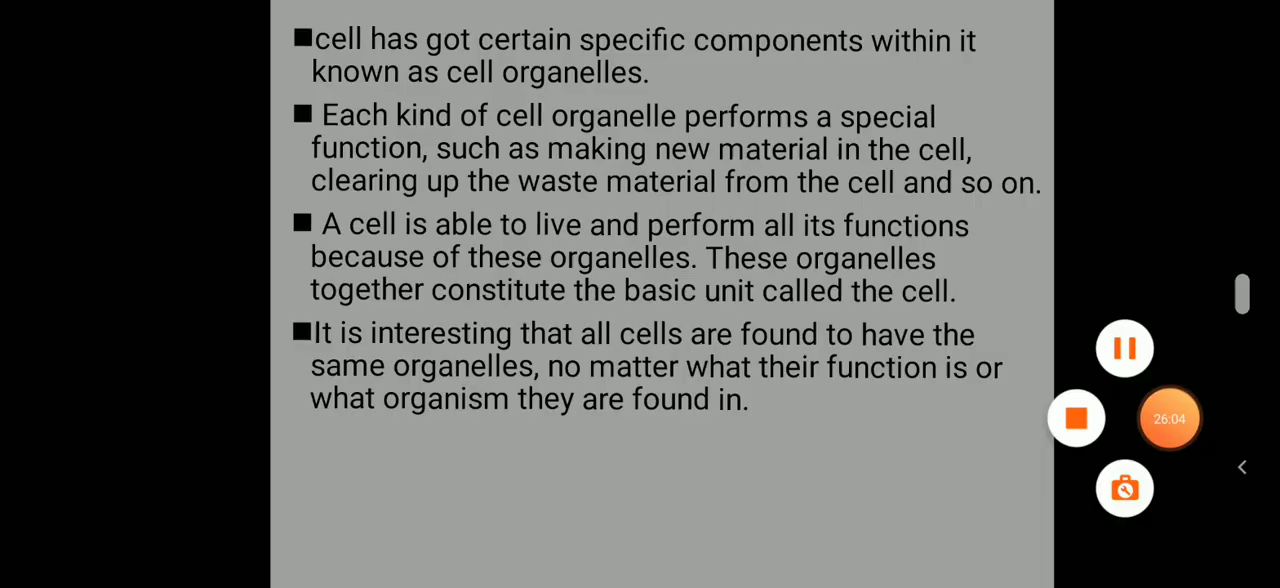 ■cell has got certain specific components within it
known as cell organelles.
■ Each kind of cell organelle performs a special
function, such as making new material in the cell,
clearing up the waste material from the cell and so on.
■ A cell is able to live and perform all its functions
because of these organelles. These organelles
together constitute the basic unit called the cell.
■It is interesting that all cells are found to have the
same organelles, no matter what their function is or
what organism they are found in.
26:04